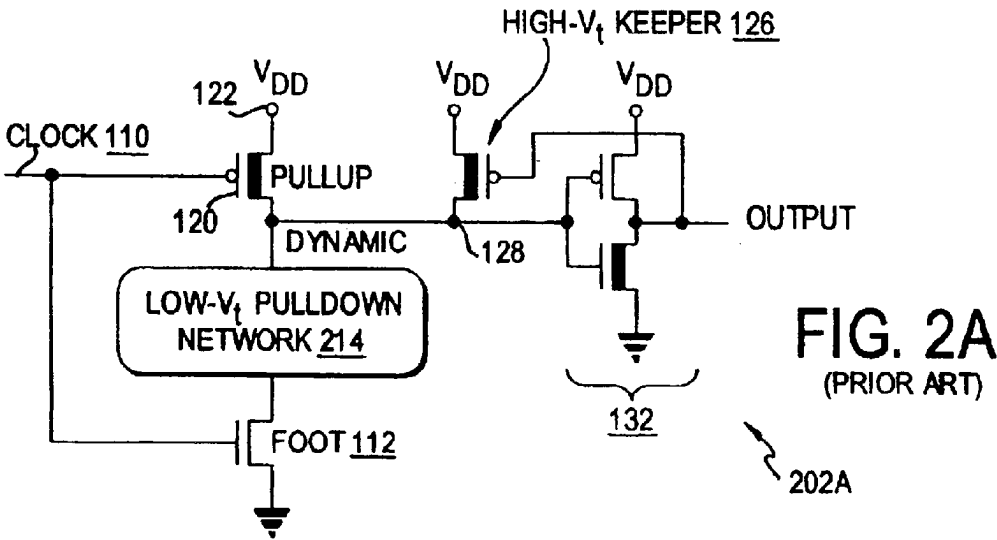 HIGH-Vt KEEPER 126
VDD
VDD
VDD
122
CLOCK 110
PULLUP
120
OUTPUT
DYNAMIC
128
LOW-Vt PULLDOWN
NETWORK 214
FIG. 2A
(PRIOR ART)
132
FOOT 112
202A